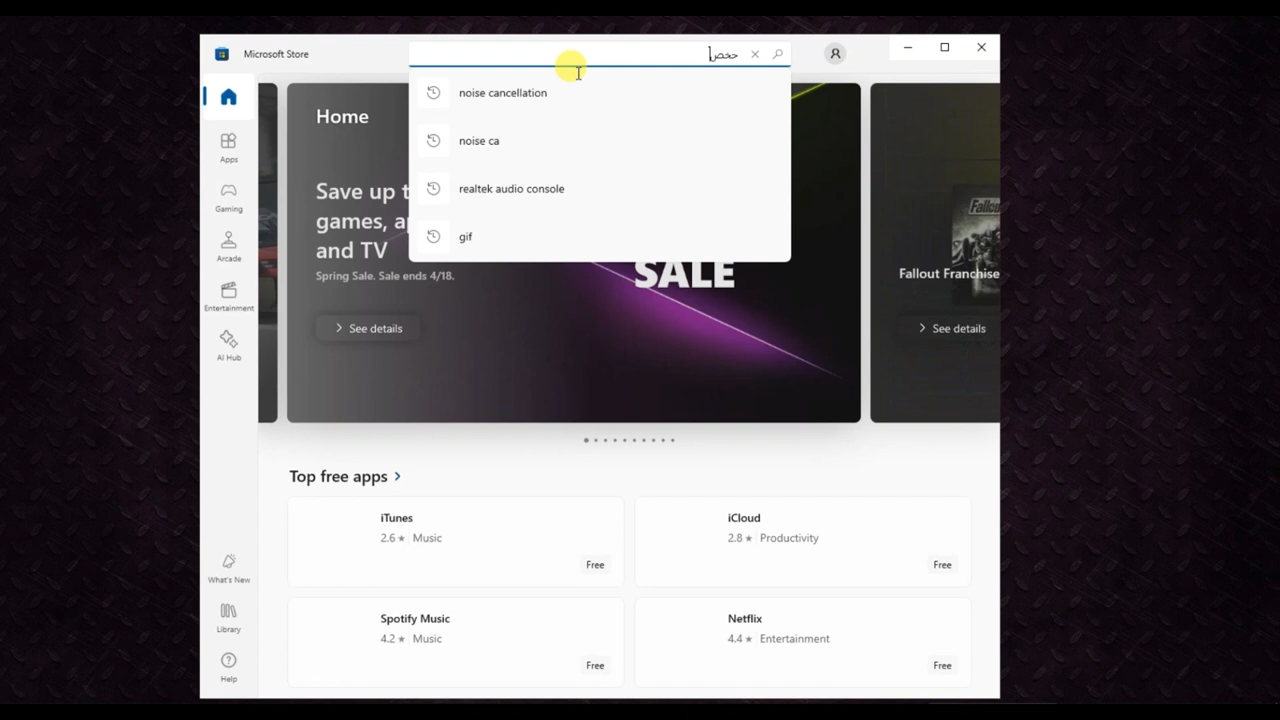 Microsoft Store
حخص
noise cancellation
noise ca
realtek audio console
gif
Home
Save up t
games, ap
and TV
Spring Sale. Sale ends 4/18.
See details
SALE
Fallout
Fallout Franchise
See details
Apps
Gaming
Arcade
Entertainment
AI Hub
Top free apps
iTunes
2.6 ★ Music
Free
iCloud
2.8 ★ Productivity
Free
Spotify Music
4.2 ★ Music
Free
Netflix
4.4 ★ Entertainment
Free
What's New
Library
Help